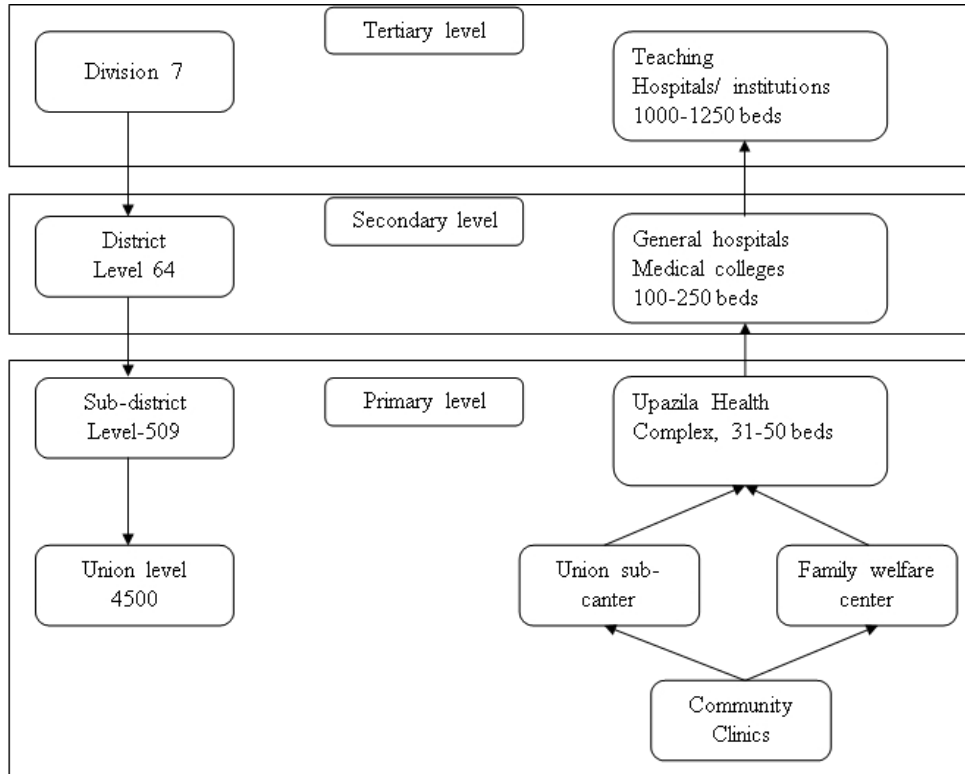 Tertiary level
Division 7
Teaching
Hospitals/ institutions
1000-1250 beds
Secondary level
District
Level 64
General hospitals
Medical colleges
100-250 beds
Primary level
Sub-district
Level-509
Upazila Health
Complex, 31-50 beds
Union level
4500
Union sub-
canter
Family welfare
center
Community
Clinics